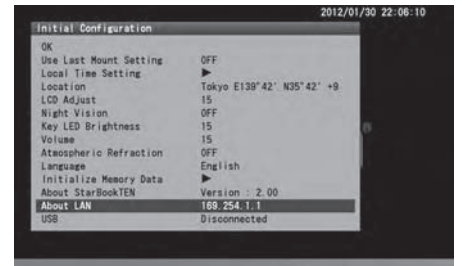 2012/01/30 22:06:10
Initial Configuration
OK
Use Last Mount Setting OFF
Local Time Setting ▶
Location Tokyo E139°42' N35°42' +9
LCD Adjust 15
Night Vision OFF
Key LED Brightness 15
Volume 15
Atmospheric Refraction OFF
Language English
Initialize Memory Data ▶
About StarBookTEN Version : 2.00
About LAN 169.254.1.1
USB Disconnected